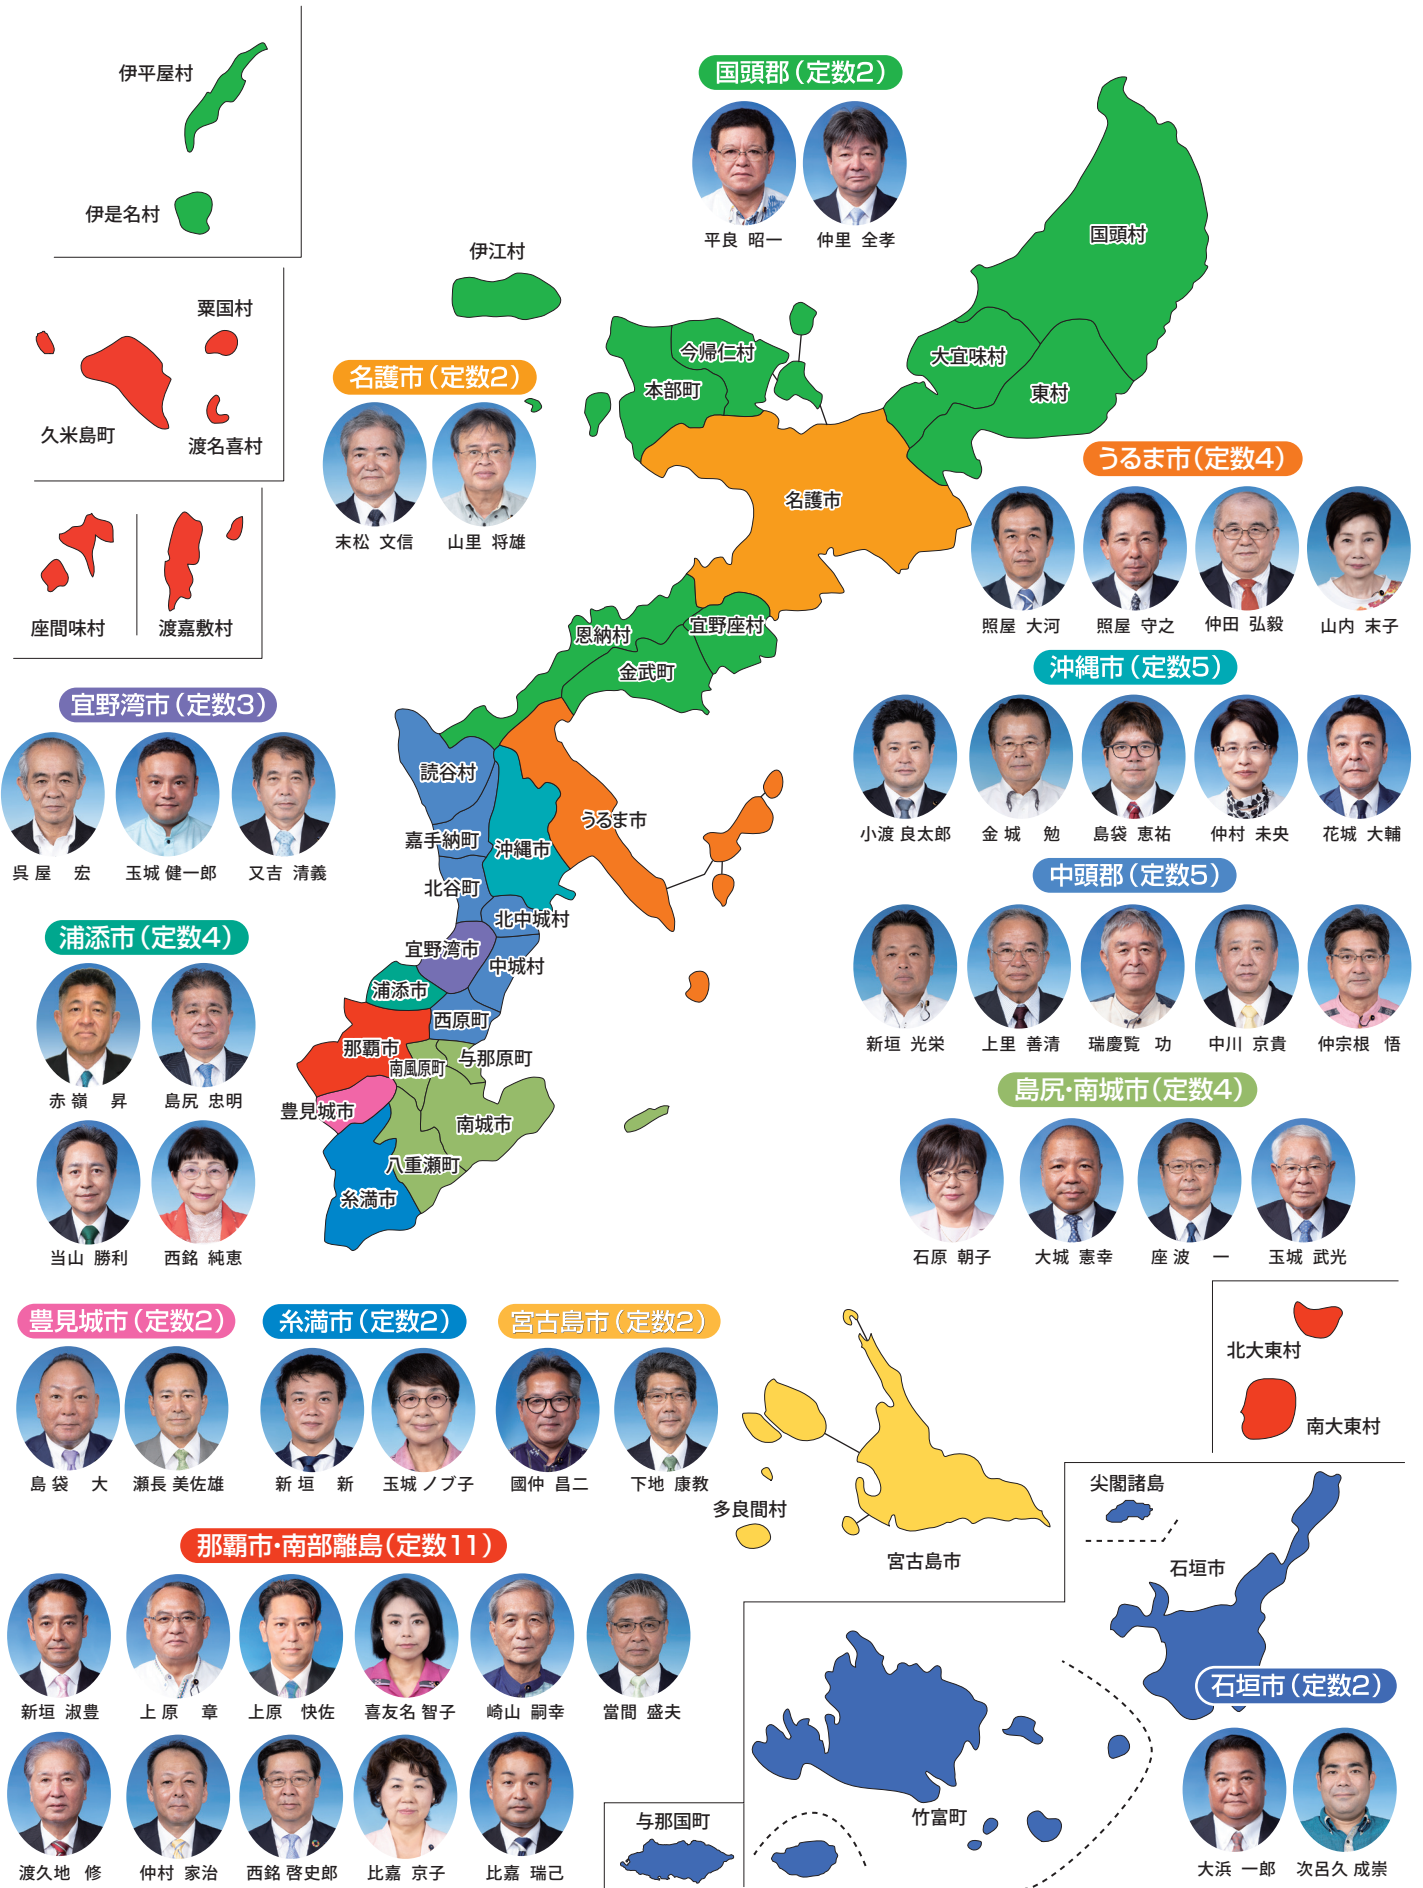 伊平屋村
伊是名村
粟国村
久米島町
渡名喜村
座間味村
渡嘉敷村
国頭郡（定数2）
平良 昭一
仲里 全孝
伊江村
国頭村
大宜味村
東村
今帰仁村
本部町
名護市（定数2）
末松 文信
山里 将雄
名護市
うるま市（定数4）
照屋 大河
照屋 守之
仲田 弘毅
山内 末子
恩納村
宜野座村
金武町
沖縄市（定数5）
小渡 良太郎
金城 勉
島袋 恵祐
仲村 未央
花城 大輔
宜野湾市（定数3）
呉屋 宏
玉城 健一郎
又吉 清義
読谷村
嘉手納町
沖縄市
うるま市
北谷町
北中城村
宜野湾市
中城村
浦添市
西原町
那覇市
南風原町
与那原町
豊見城市
南城市
八重瀬町
糸満市
中頭郡（定数5）
新垣 光栄
上里 善清
瑞慶覧 功
中川 京貴
仲宗根 悟
浦添市（定数4）
赤嶺 昇
島尻 忠明
当山 勝利
西銘 純恵
島尻・南城市（定数4）
石原 朝子
大城 憲幸
座波 一
玉城 武光
豊見城市（定数2）
島袋 大
瀬長 美佐雄
糸満市（定数2）
新垣 新
玉城 ノブ子
宮古島市（定数2）
國仲 昌二
下地 康教
北大東村
南大東村
多良間村
宮古島市
尖閣諸島
石垣市
那覇市・南部離島（定数11）
新垣 淑豊
上原 章
上原 快佐
喜友名 智子
崎山 嗣幸
當間 盛夫
渡久地 修
仲村 家治
西銘 啓史郎
比嘉 京子
比嘉 瑞己
与那国町
竹富町
石垣市（定数2）
大浜 一郎
次呂久 成崇